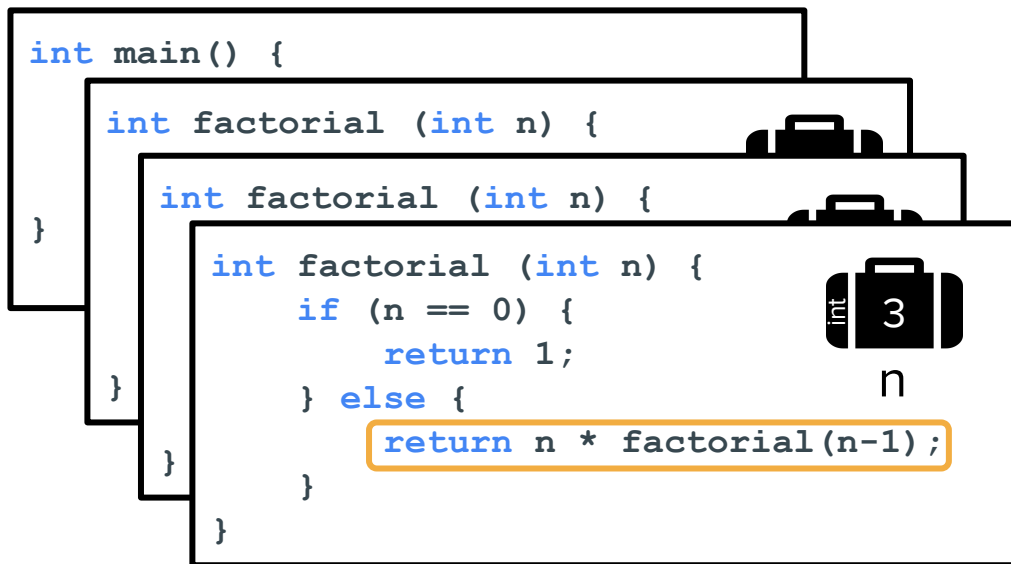 int main() {
}
int factorial (int n) {
}
int factorial (int n) {
}
int factorial (int n) {
if (n == 0) {
return 1;
} else {
return n * factorial(n-1);
}
}
int 3
n